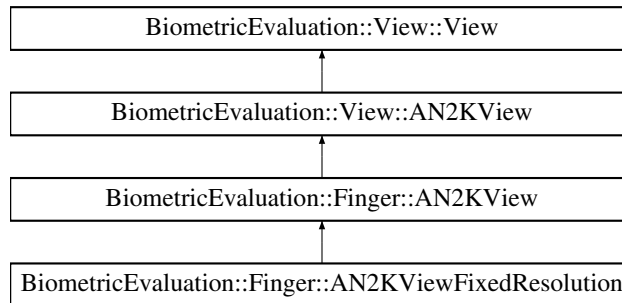 BiometricEvaluation::View::View
BiometricEvaluation::View::AN2KView
BiometricEvaluation::Finger::AN2KView
BiometricEvaluation::Finger::AN2KViewFixedResolution